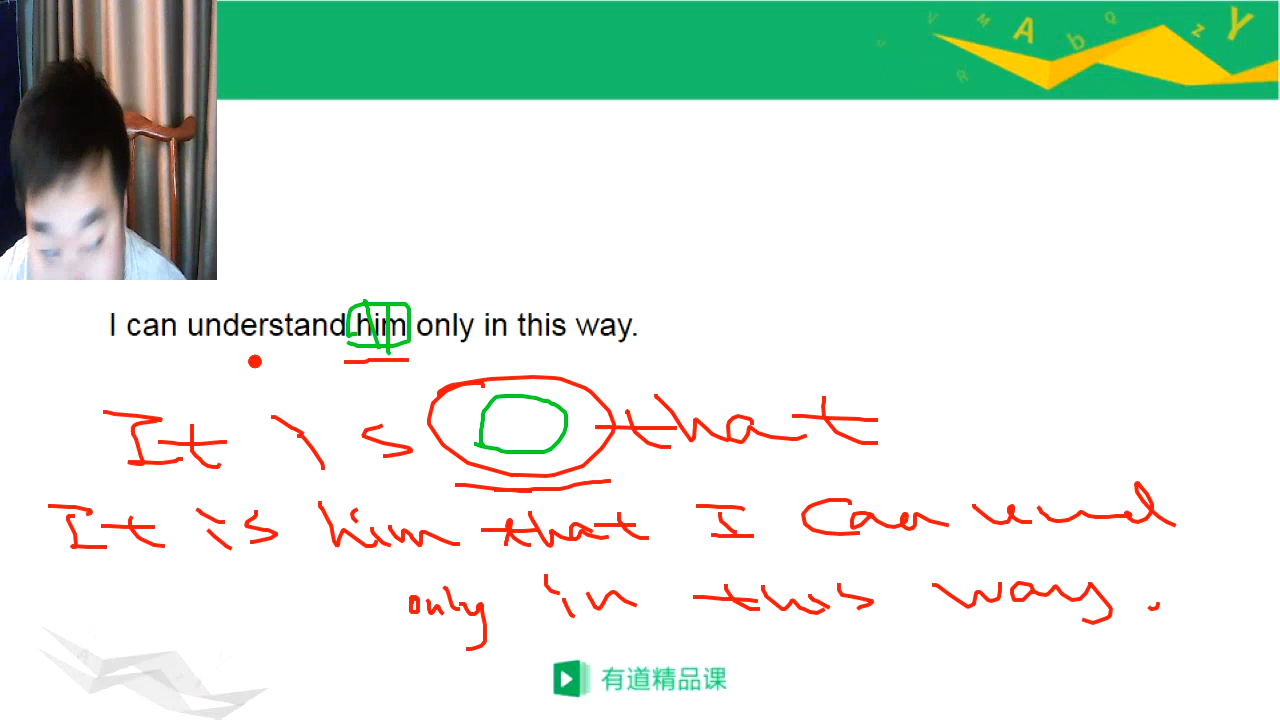 V M A b a z Y
R
I can understand him only in this way.
It is that
It is him that I can und
only in this way.
有道精品课